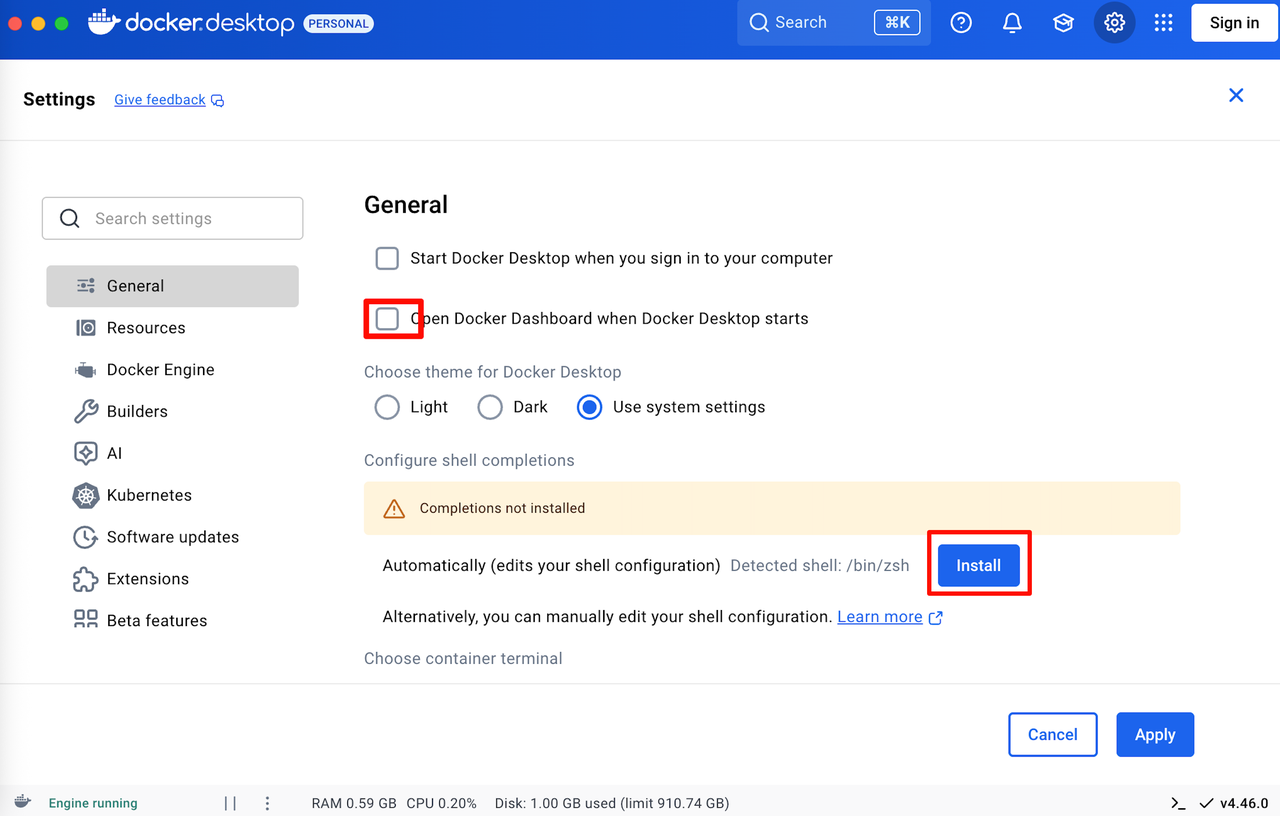 docker.desktop PERSONAL
Search ⌘K
Sign in
Settings Give feedback
Search settings
General
Resources
Docker Engine
Builders
AI
Kubernetes
Software updates
Extensions
Beta features
General
Start Docker Desktop when you sign in to your computer
Open Docker Dashboard when Docker Desktop starts
Choose theme for Docker Desktop
Light Dark Use system settings
Configure shell completions
Completions not installed
Automatically (edits your shell configuration) Detected shell: /bin/zsh Install
Alternatively, you can manually edit your shell configuration. Learn more
Choose container terminal
Cancel Apply
Engine running RAM 0.59 GB CPU 0.20% Disk: 1.00 GB used (limit 910.74 GB) v4.46.0